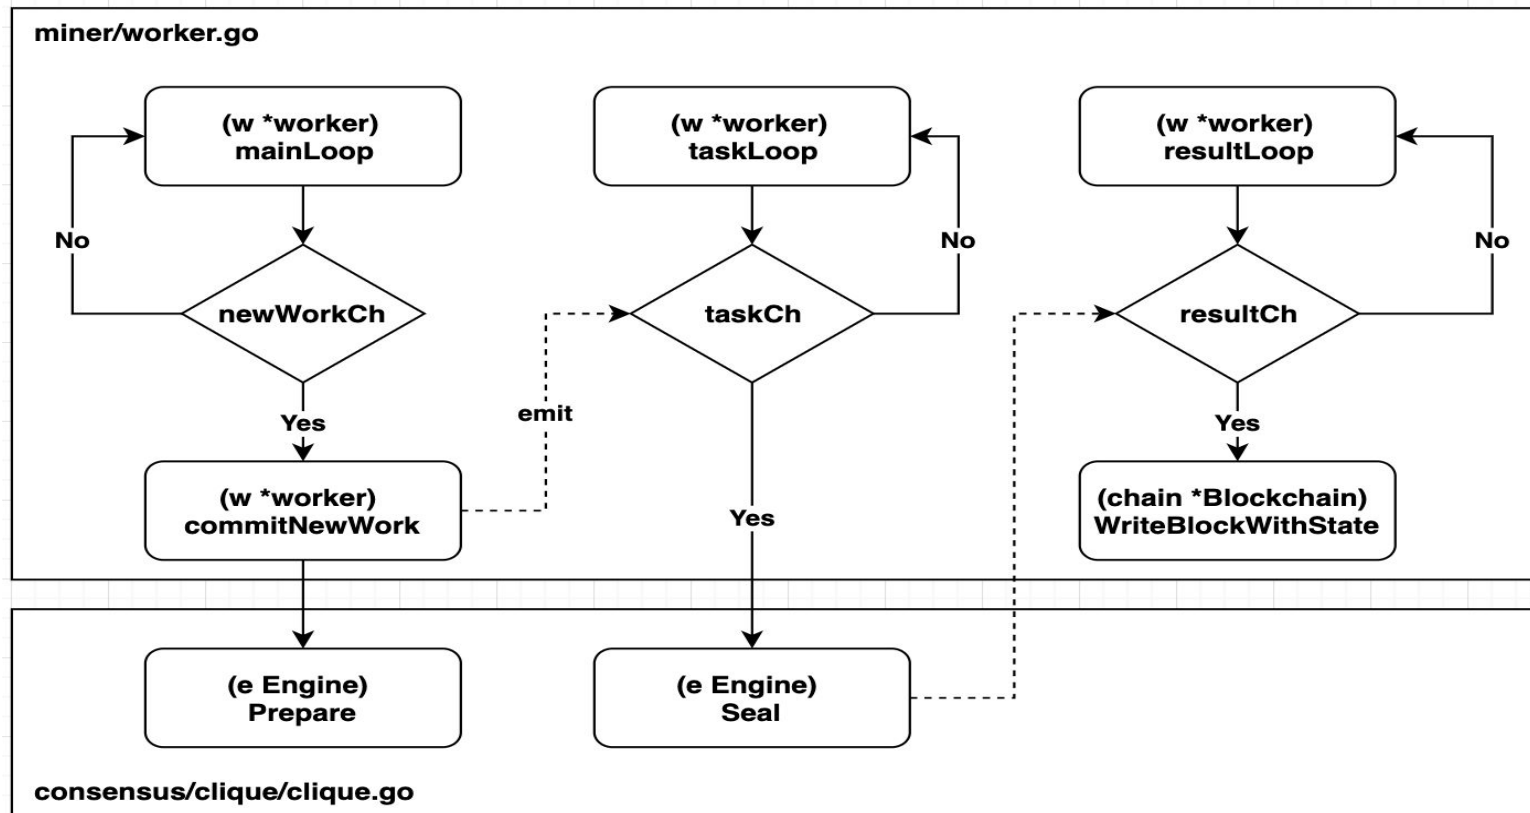 miner/worker.go
(w *worker)
mainLoop
(w *worker)
taskLoop
(w *worker)
resultLoop
No
No
No
newWorkCh
taskCh
resultCh
emit
Yes
Yes
(w *worker)
commitNewWork
(chain *Blockchain)
WriteBlockWithState
Yes
(e Engine)
Prepare
(e Engine)
Seal
consensus/clique/clique.go